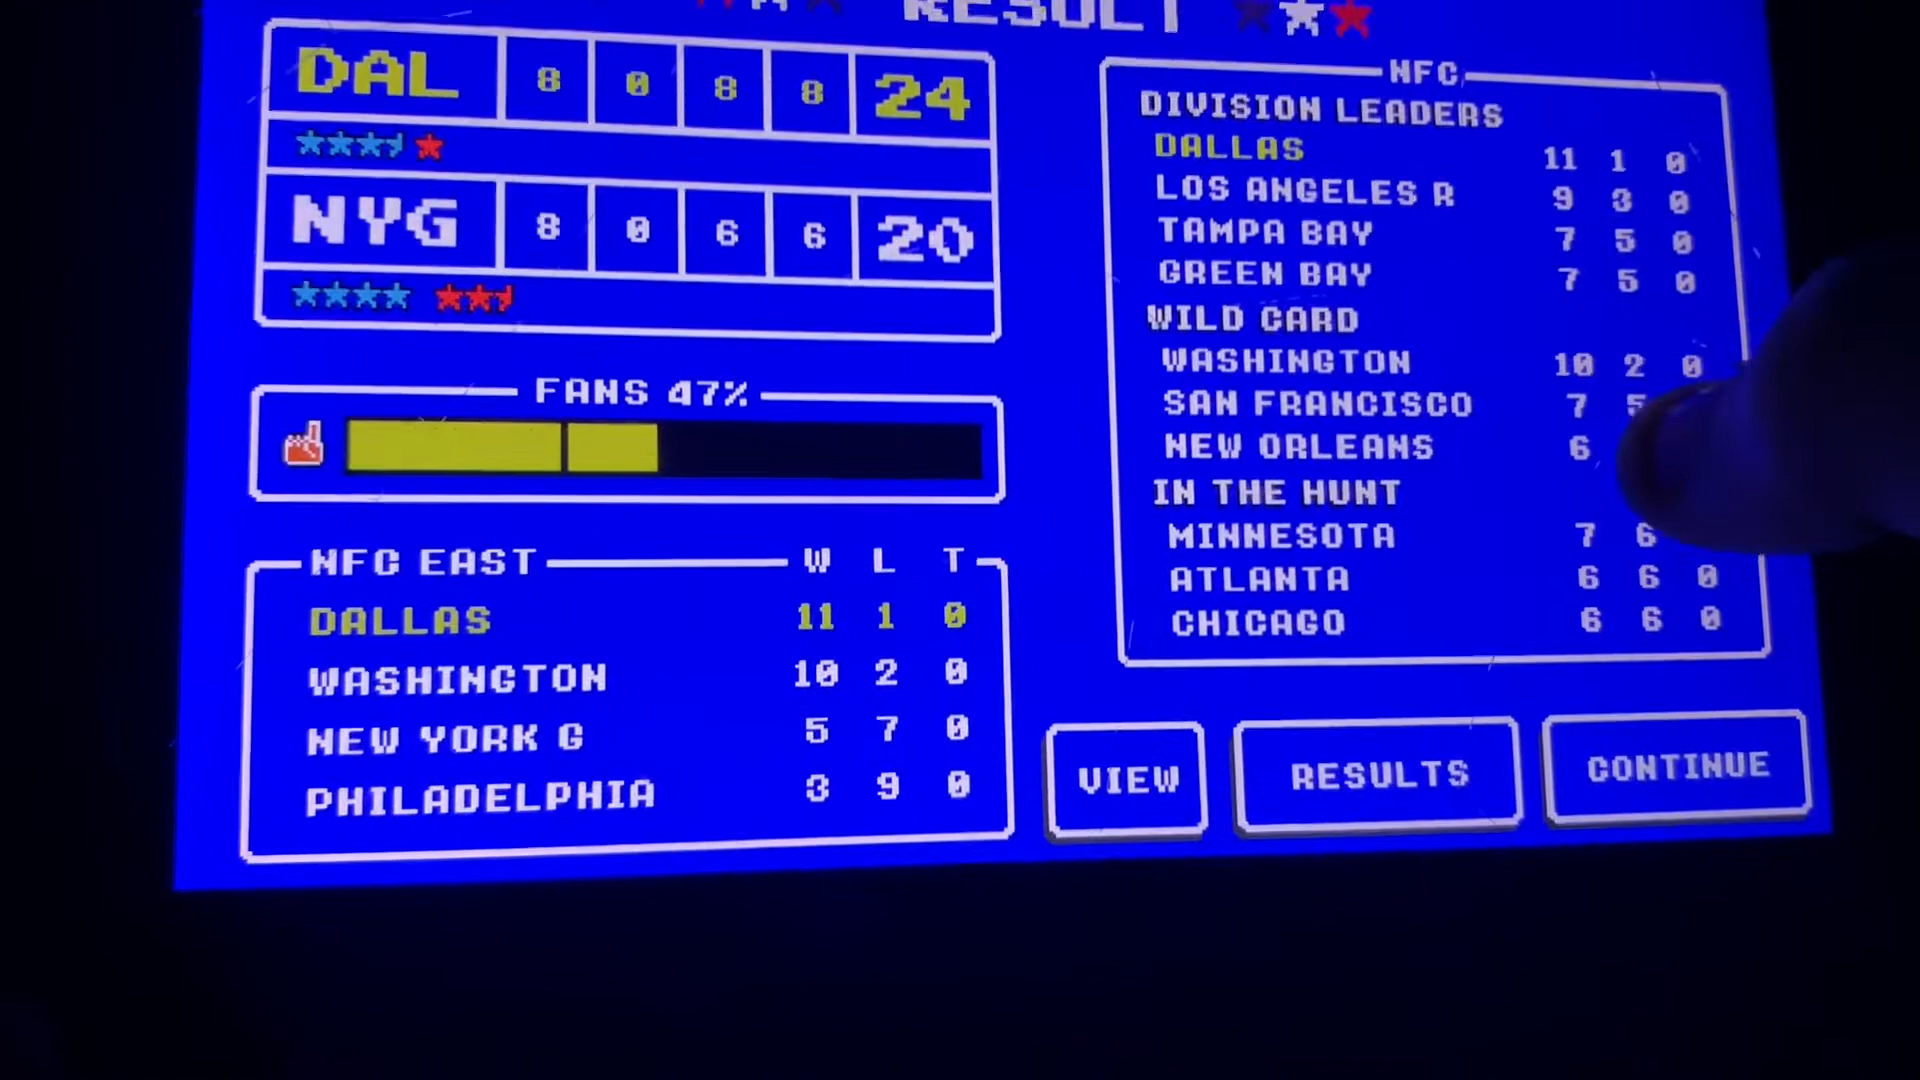 RESULT
DAL 8 0 8 8 24
NYG 8 0 6 6 20
FANS 47%
NFC EAST W L T
DALLAS 11 1 0
WASHINGTON 10 2 0
NEW YORK G 5 7 0
PHILADELPHIA 3 9 0
NFC
DIVISION LEADERS
DALLAS 11 1 0
LOS ANGELES R 9 3 0
TAMPA BAY 7 5 0
GREEN BAY 7 5 0
WILD CARD
WASHINGTON 10 2 0
SAN FRANCISCO 7 5
NEW ORLEANS 6
IN THE HUNT
MINNESOTA 7 6
ATLANTA 6 6 0
CHICAGO 6 6 0
VIEW RESULTS CONTINUE